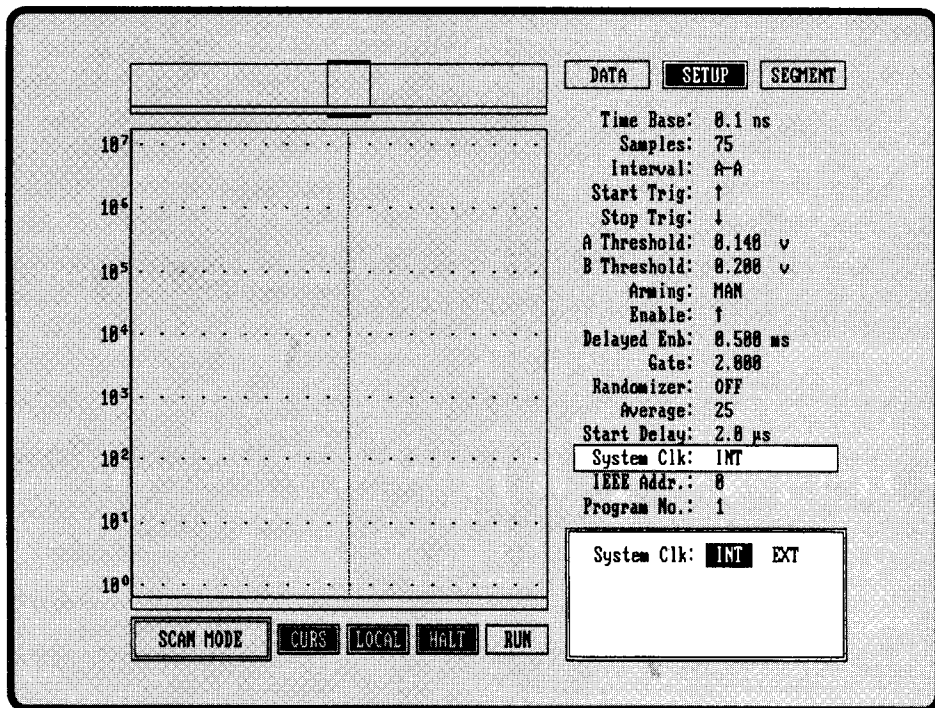 DATA SETUP SEGMENT
Time Base: 0.1 ns
Samples: 75
Interval: A-A
Start Trig: ↑
Stop Trig: ↓
A Threshold: 0.140 v
B Threshold: 0.200 v
Arming: MAN
Enable: ↑
Delayed Enb: 0.500 ms
Gate: 2.000
Randomizer: OFF
Average: 25
Start Delay: 2.0 µs
System Clk: INT
IEEE Addr.: 0
Program No.: 1
System Clk: INT EXT
10⁷
10⁶
10⁵
10⁴
10³
10²
10¹
10⁰
SCAN MODE CURS LOCAL HALT RUN